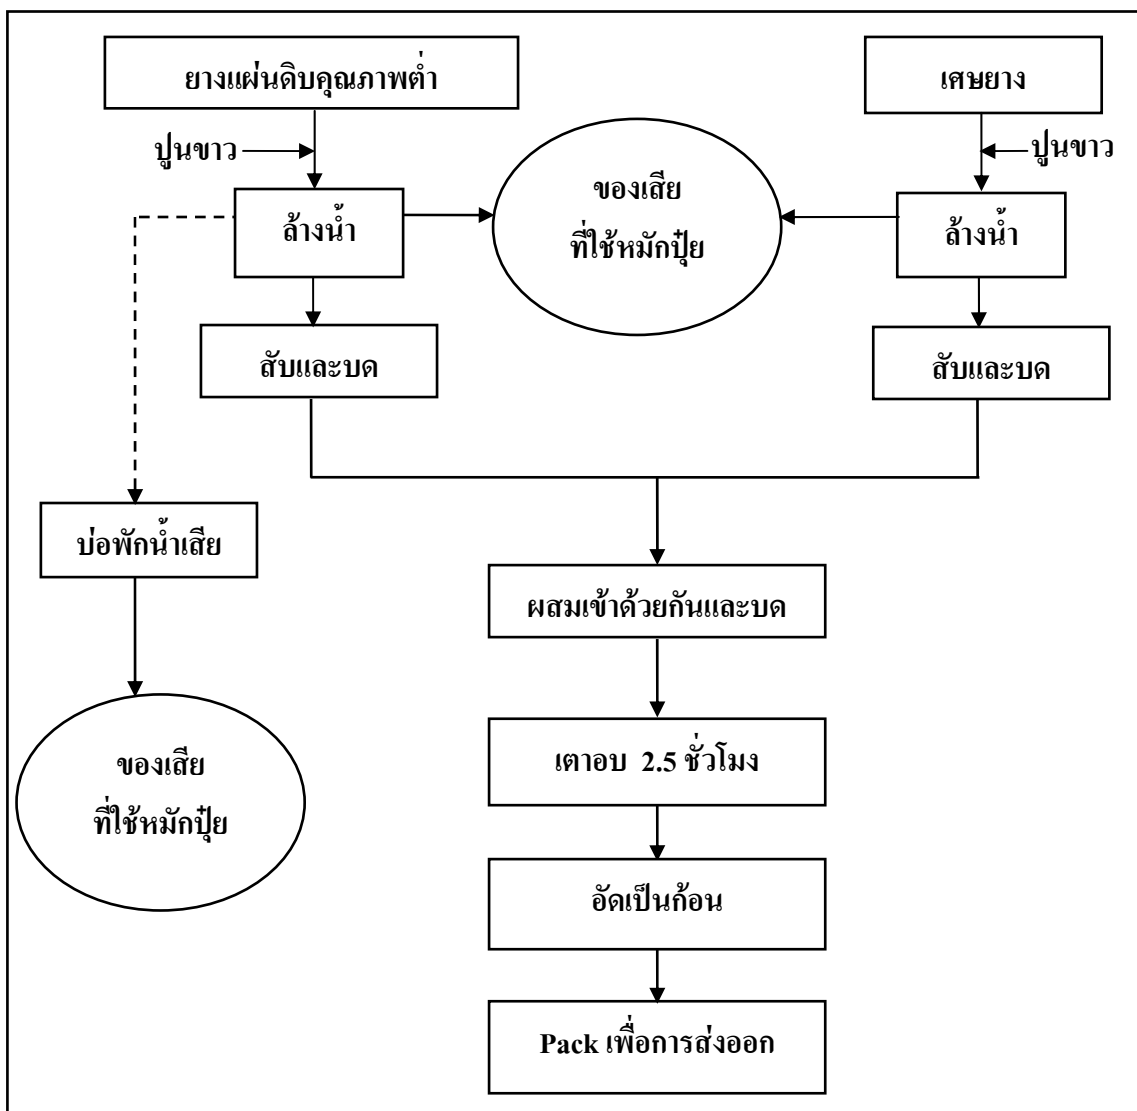 ยางแผ่นดิบคุณภาพต่ำ
เศษยาง
ปูนขาว
ปูนขาว
ของเสีย
ที่ใช้หมักปุ๋ย
ล้างน้ำ
ล้างน้ำ
สับและบด
สับและบด
บ่อพักน้ำเสีย
ผสมเข้าด้วยกันและบด
ของเสีย
ที่ใช้หมักปุ๋ย
เตาอบ 2.5 ชั่วโมง
อัดเป็นก้อน
Pack เพื่อการส่งออก